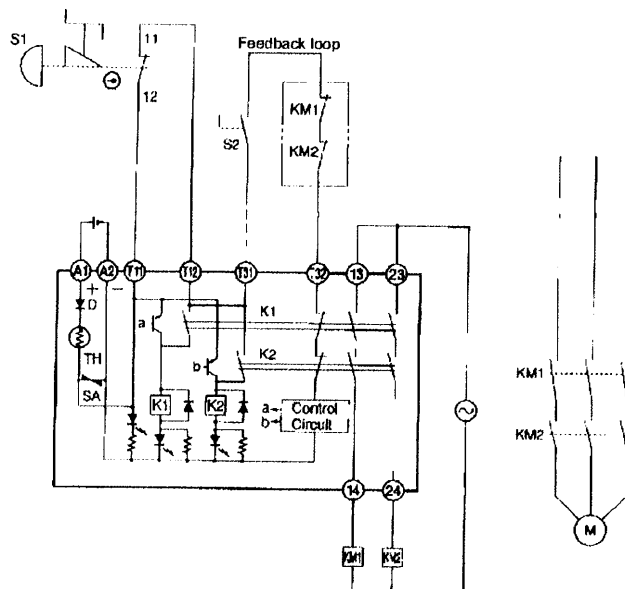 S1
11
12
Feedback loop
KM1
S2
KM2
A1
A2
T11
T12
T31
T32
13
23
+
−
D
a
K1
TH
b
K2
SA
K1
K2
a
b
Control
Circuit
14
24
KM1
KM2
~
KM1
KM2
M